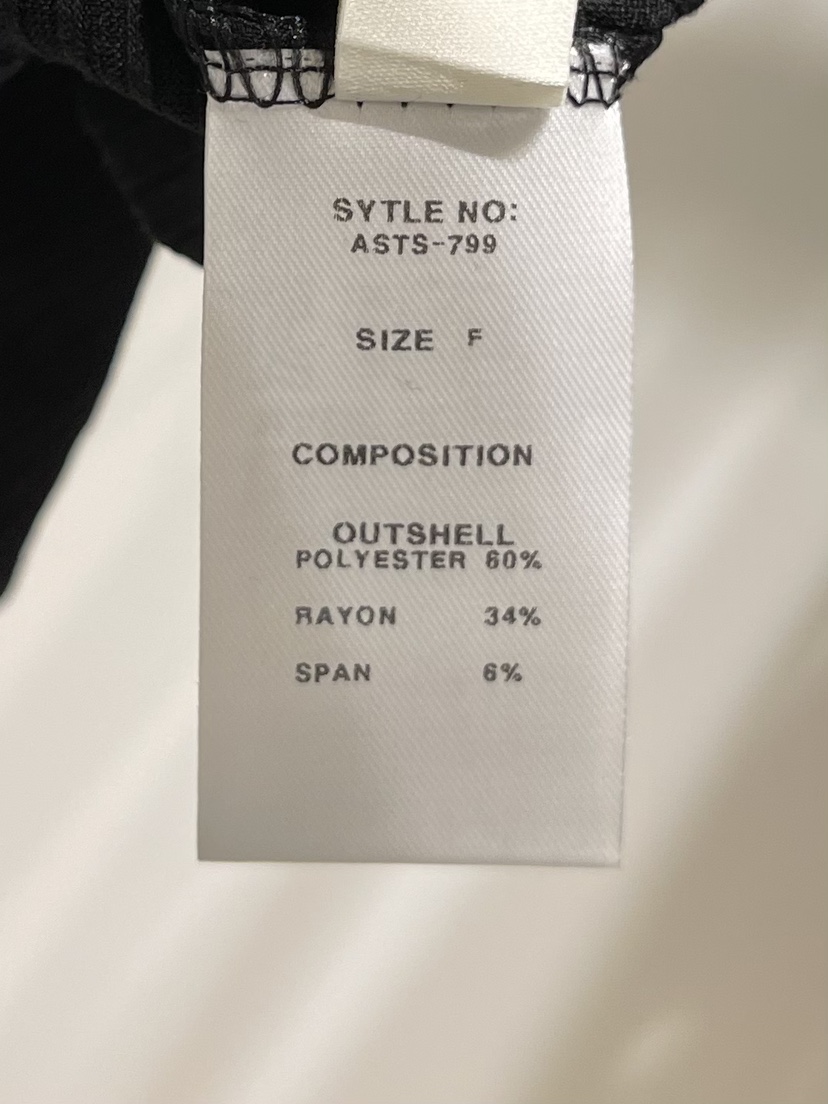 SYTLE NO:
ASTS-799
SIZE F
COMPOSITION
OUTSHELL
POLYESTER 60%
RAYON 34%
SPAN 6%